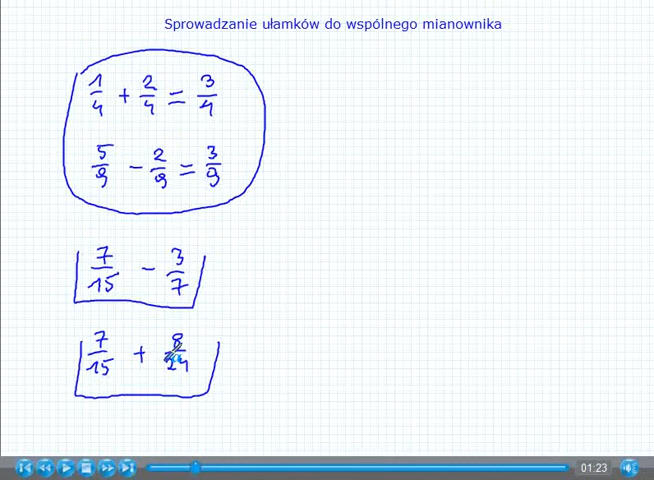 Sprowadzanie ułamków do wspólnego mianownika
1/4 + 2/4 = 3/4
5/9 - 2/9 = 3/9
7/15 - 3/7
7/15 + 8/24
01:23